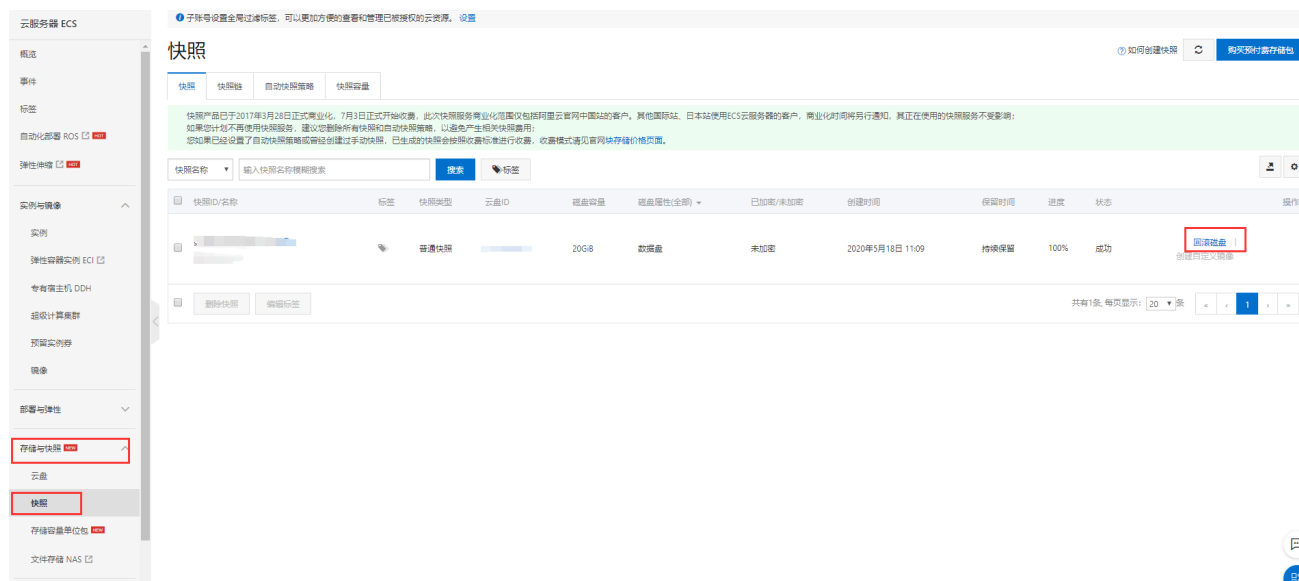 云服务器 ECS
概览
事件
标签
自动化部署 ROS HOT
弹性伸缩 HOT
实例与镜像
实例
弹性容器实例 ECI
专有宿主机 DDH
超级计算集群
预留实例券
镜像
部署与弹性
存储与快照 NEW
云盘
快照
存储容量单位包 NEW
文件存储 NAS
子账号设置全局过滤标签，可以更加方便的查看和管理已被授权的云资源。 设置
快照
如何创建快照 购买预付费存储包
快照 快照链 自动快照策略 快照容量
快照产品已于2017年3月28日正式商业化，7月3日正式开始收费，此次快照服务商业化范围仅包括阿里云官网中国站的客户。其他国际站、日本站使用ECS云服务器的客户，商业化时间将另行通知，其正在使用的快照服务不受影响；
如果您计划不再使用快照服务，建议您删除所有快照和自动快照策略，以避免产生相关快照费用；
您如果已经设置了自动快照策略或曾经创建过手动快照，已生成的快照会按照收费标准进行收费，收费模式请见官网块存储价格页面。
快照名称 输入快照名称模糊搜索 搜索 标签
快照ID/名称 标签 快照类型 云盘ID 磁盘容量 磁盘属性(全部) 已加密/未加密 创建时间 保留时间 进度 状态 操作
s 普通快照 20GiB 数据盘 未加密 2020年5月18日 11:09 持续保留 100% 成功 回滚磁盘 |
创建自定义镜像
删除快照 编辑标签 共有1条, 每页显示： 20 条 « ‹ 1 › »